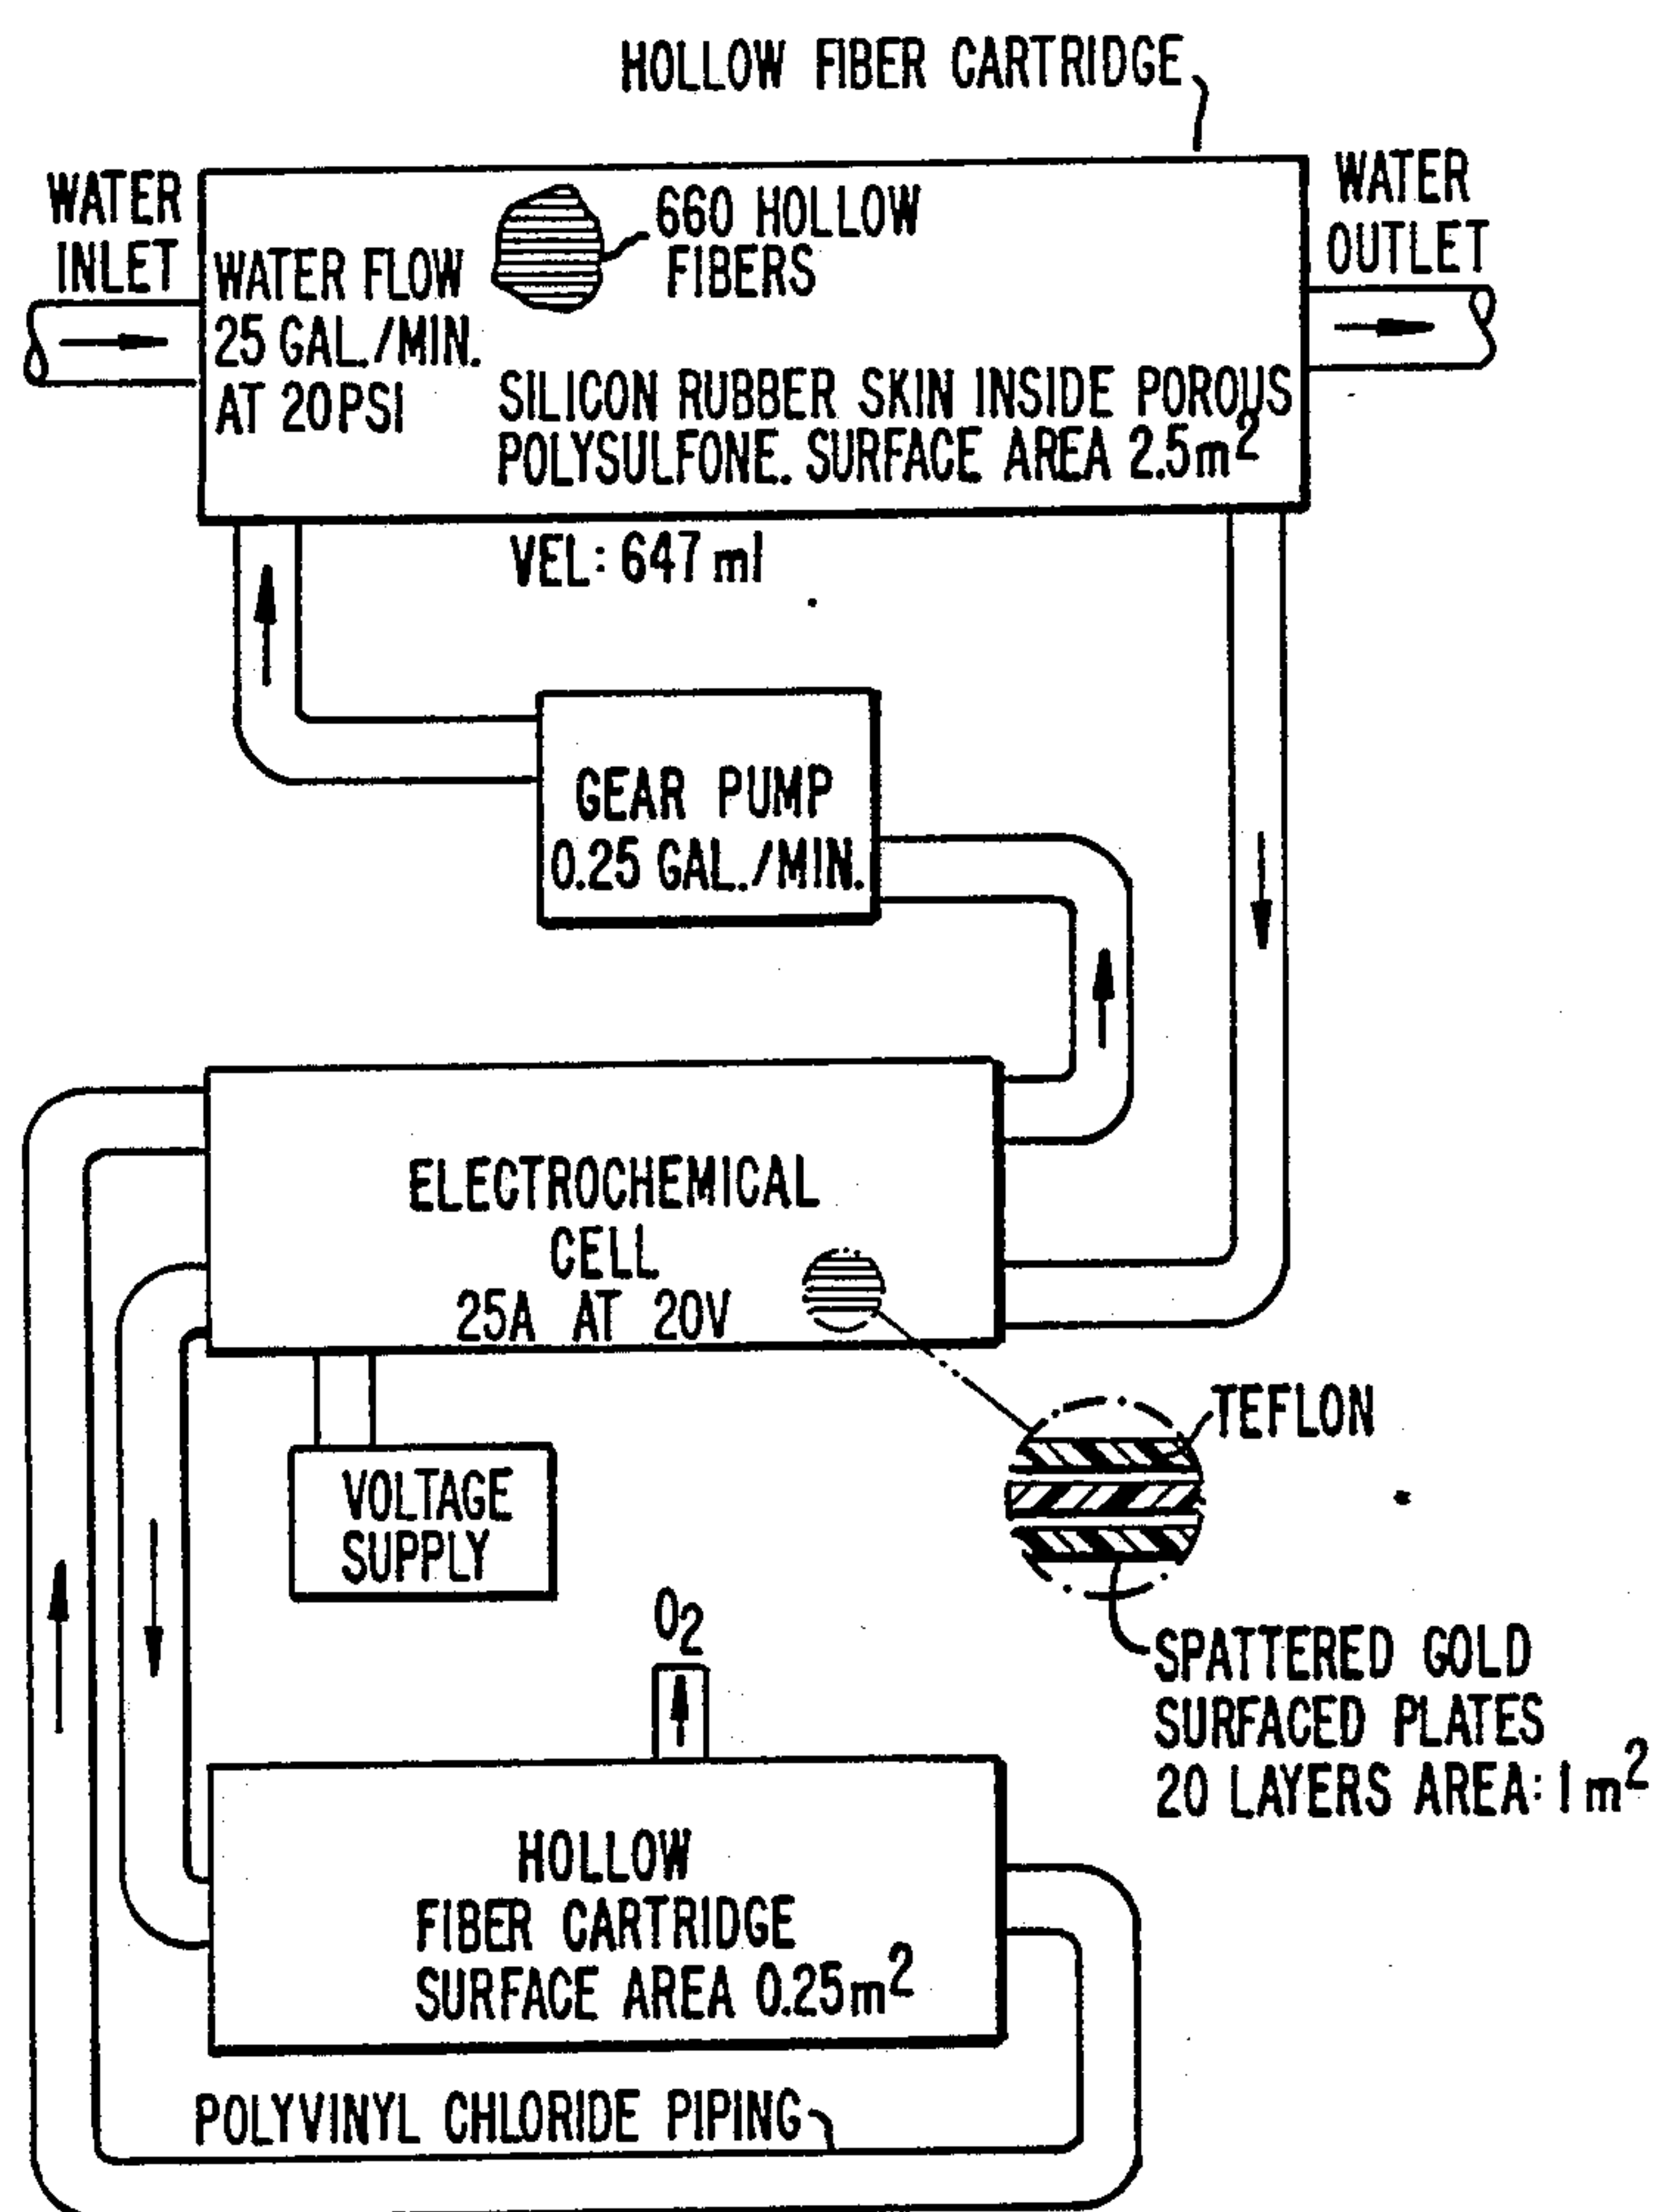 HOLLOW FIBER CARTRIDGE
WATER
INLET
WATER FLOW
25 GAL./MIN.
AT 20PSI
660 HOLLOW
FIBERS
SILICON RUBBER SKIN INSIDE POROUS
POLYSULFONE. SURFACE AREA 2.5m²
WATER
OUTLET
VEL: 647 ml
GEAR PUMP
0.25 GAL./MIN.
ELECTROCHEMICAL
CELL
25A AT 20V
TEFLON
VOLTAGE
SUPPLY
SPATTERED GOLD
SURFACED PLATES
20 LAYERS AREA: 1 m²
O₂
HOLLOW
FIBER CARTRIDGE
SURFACE AREA 0.25m²
POLYVINYL CHLORIDE PIPING